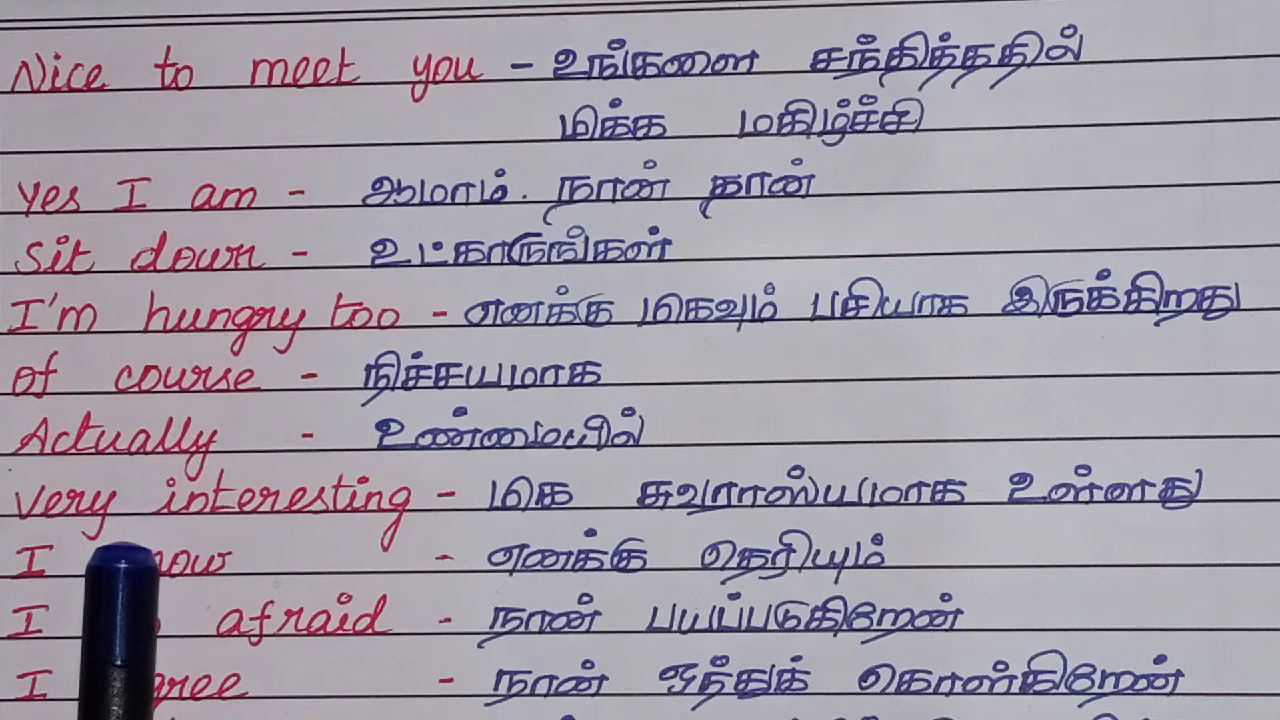 Nice to meet you - உங்களை சந்தித்ததில்
மிக்க மகிழ்ச்சி
Yes I am - ஆமாம். நான் தான்
Sit down - உட்காருங்கள்
I'm hungry too - எனக்கு மிகவும் பசியாக இருக்கிறது
of course - நிச்சயமாக
Actually - உண்மையில்
very interesting - மிக சுவாரஸ்யமாக உள்ளது
I - எனக்கு தெரியும்
I afraid - நான் பயப்படுகிறேன்
I - நான் ஒத்துக் கொள்கிறேன்